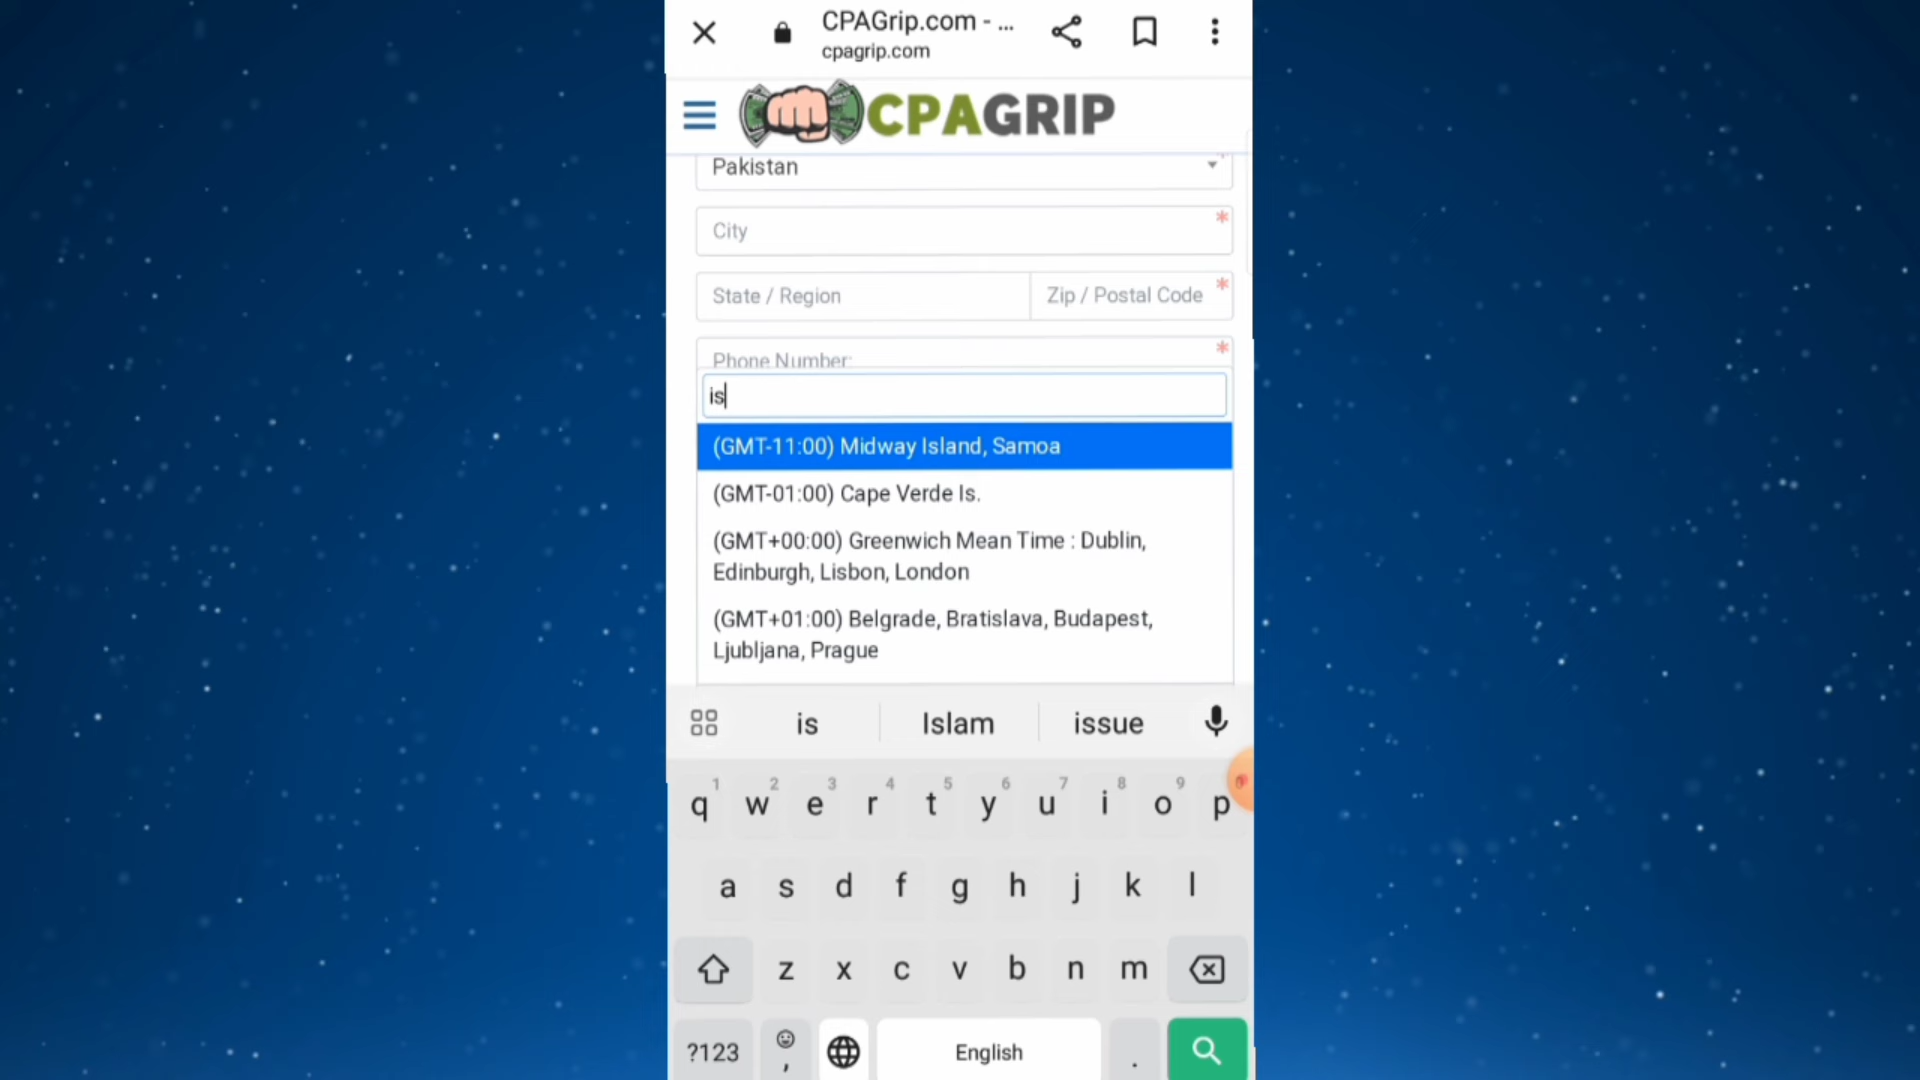 CPAGrip.com - ...
cpagrip.com
CPAGRIP
Pakistan
City *
State / Region Zip / Postal Code *
Phone Number: *
is
(GMT-11:00) Midway Island, Samoa
(GMT-01:00) Cape Verde Is.
(GMT+00:00) Greenwich Mean Time : Dublin,
Edinburgh, Lisbon, London
(GMT+01:00) Belgrade, Bratislava, Budapest,
Ljubljana, Prague
is Islam issue
1 2 3 4 5 6 7 8 9 0
q w e r t y u i o p
a s d f g h j k l
z x c v b n m
?123 , English .